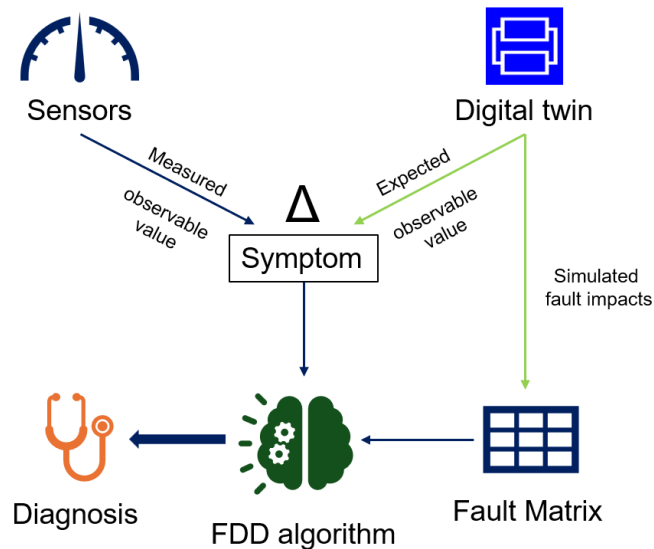 Sensors
Digital twin
Measured
observable
value
Δ
Expected
observable
value
Symptom
Simulated
fault impacts
Diagnosis
FDD algorithm
Fault Matrix